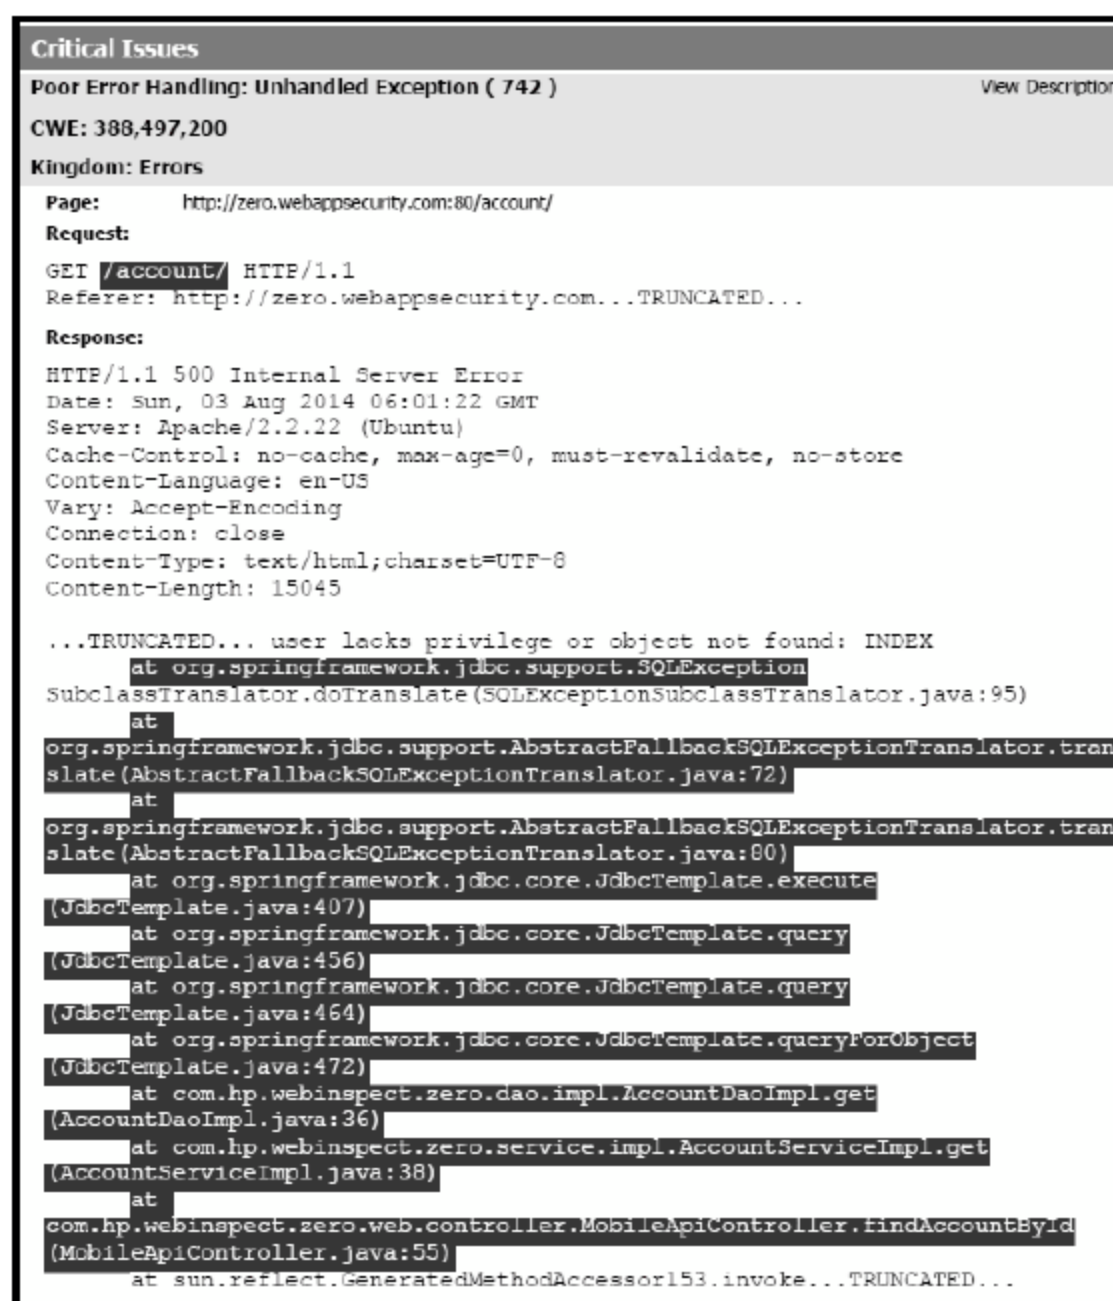 Critical Issues
Poor Error Handling: Unhandled Exception ( 742 ) View Description
CWE: 388,497,200
Kingdom: Errors
Page: http://zero.webappsecurity.com:80/account/
Request:
GET /account/ HTTP/1.1
Referer: http://zero.webappsecurity.com...TRUNCATED...
Response:
HTTP/1.1 500 Internal Server Error
Date: Sun, 03 Aug 2014 06:01:22 GMT
Server: Apache/2.2.22 (Ubuntu)
Cache-Control: no-cache, max-age=0, must-revalidate, no-store
Content-Language: en-US
Vary: Accept-Encoding
Connection: close
Content-Type: text/html;charset=UTF-8
Content-Length: 15045
...TRUNCATED... user lacks privilege or object not found: INDEX
at org.springframework.jdbc.support.SQLException
SubclassTranslator.doTranslate(SQLExceptionSubclassTranslator.java:95)
at
org.springframework.jdbc.support.AbstractFallbackSQLExceptionTranslator.tran
slate(AbstractFallbackSQLExceptionTranslator.java:72)
at
org.springframework.jdbc.support.AbstractFallbackSQLExceptionTranslator.tran
slate(AbstractFallbackSQLExceptionTranslator.java:80)
at org.springframework.jdbc.core.JdbcTemplate.execute
(JdbcTemplate.java:407)
at org.springframework.jdbc.core.JdbcTemplate.query
(JdbcTemplate.java:456)
at org.springframework.jdbc.core.JdbcTemplate.query
(JdbcTemplate.java:464)
at org.springframework.jdbc.core.JdbcTemplate.queryForObject
(JdbcTemplate.java:472)
at com.hp.webinspect.zero.dao.impl.AccountDaoImpl.get
(AccountDaoImpl.java:36)
at com.hp.webinspect.zero.service.impl.AccountServiceImpl.get
(AccountServiceImpl.java:38)
at
com.hp.webinspect.zero.web.controller.MobileApiController.findAccountById
(MobileApiController.java:55)
at sun.reflect.GeneratedMethodAccessor153.invoke...TRUNCATED...